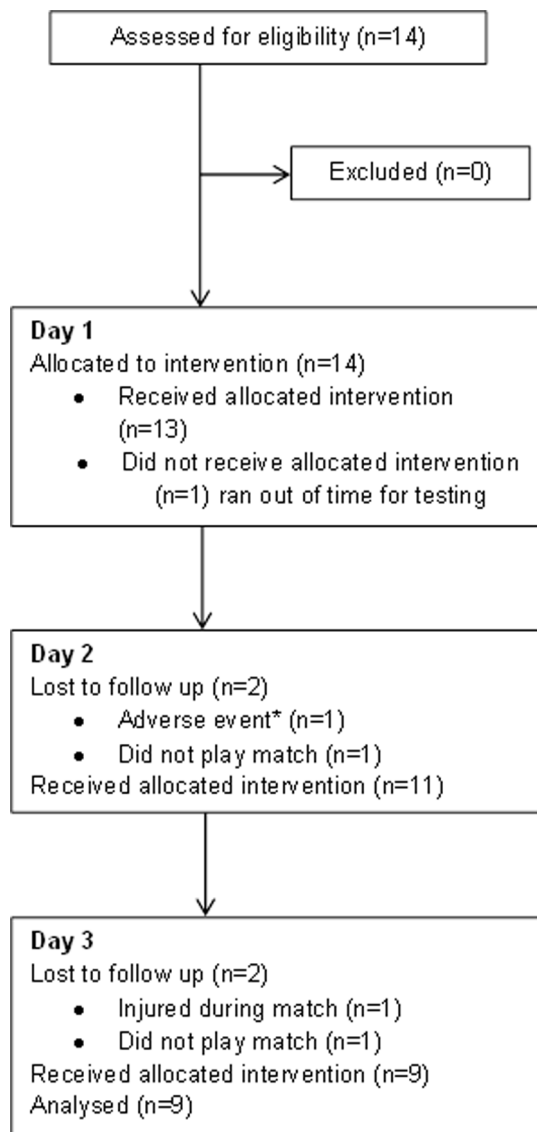 Assessed for eligibility (n=14)
Excluded (n=0)
Day 1
Allocated to intervention (n=14)
• Received allocated intervention
(n=13)
• Did not receive allocated intervention
(n=1) ran out of time for testing
Day 2
Lost to follow up (n=2)
• Adverse event* (n=1)
• Did not play match (n=1)
Received allocated intervention (n=11)
Day 3
Lost to follow up (n=2)
• Injured during match (n=1)
• Did not play match (n=1)
Received allocated intervention (n=9)
Analysed (n=9)